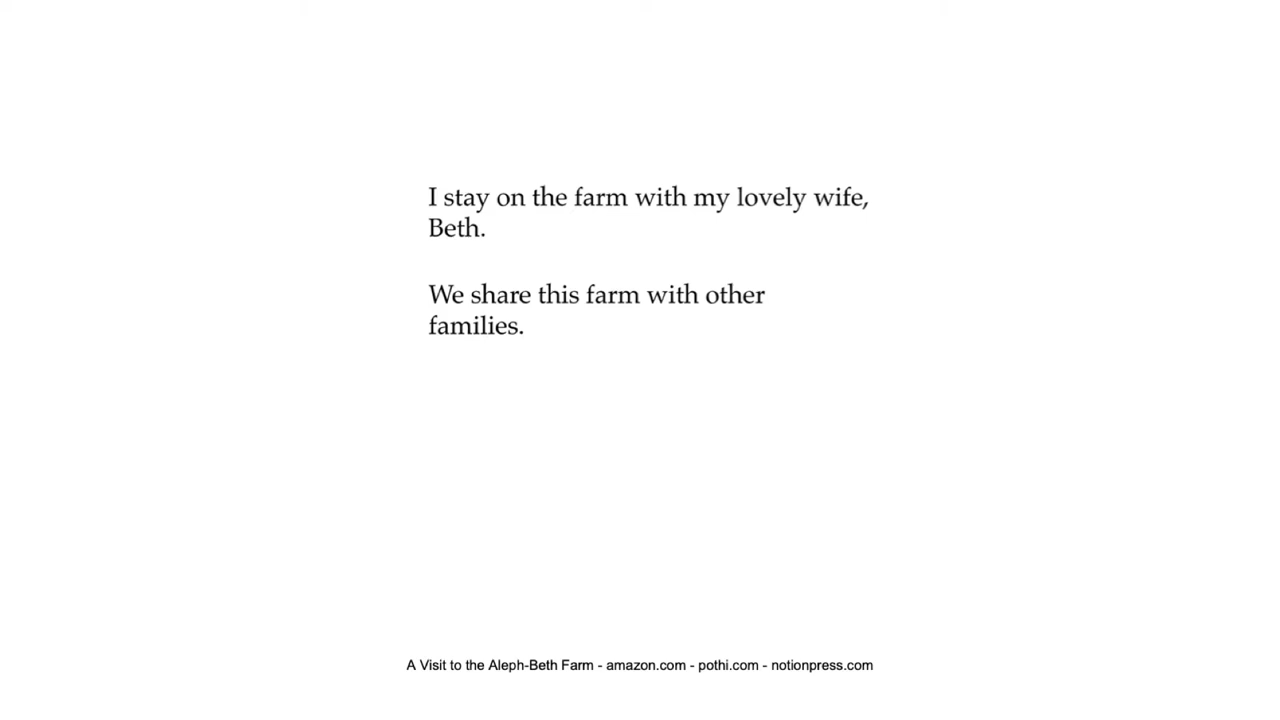 I stay on the farm with my lovely wife,
Beth.
We share this farm with other
families.
A Visit to the Aleph-Beth Farm - amazon.com - pothi.com - notionpress.com